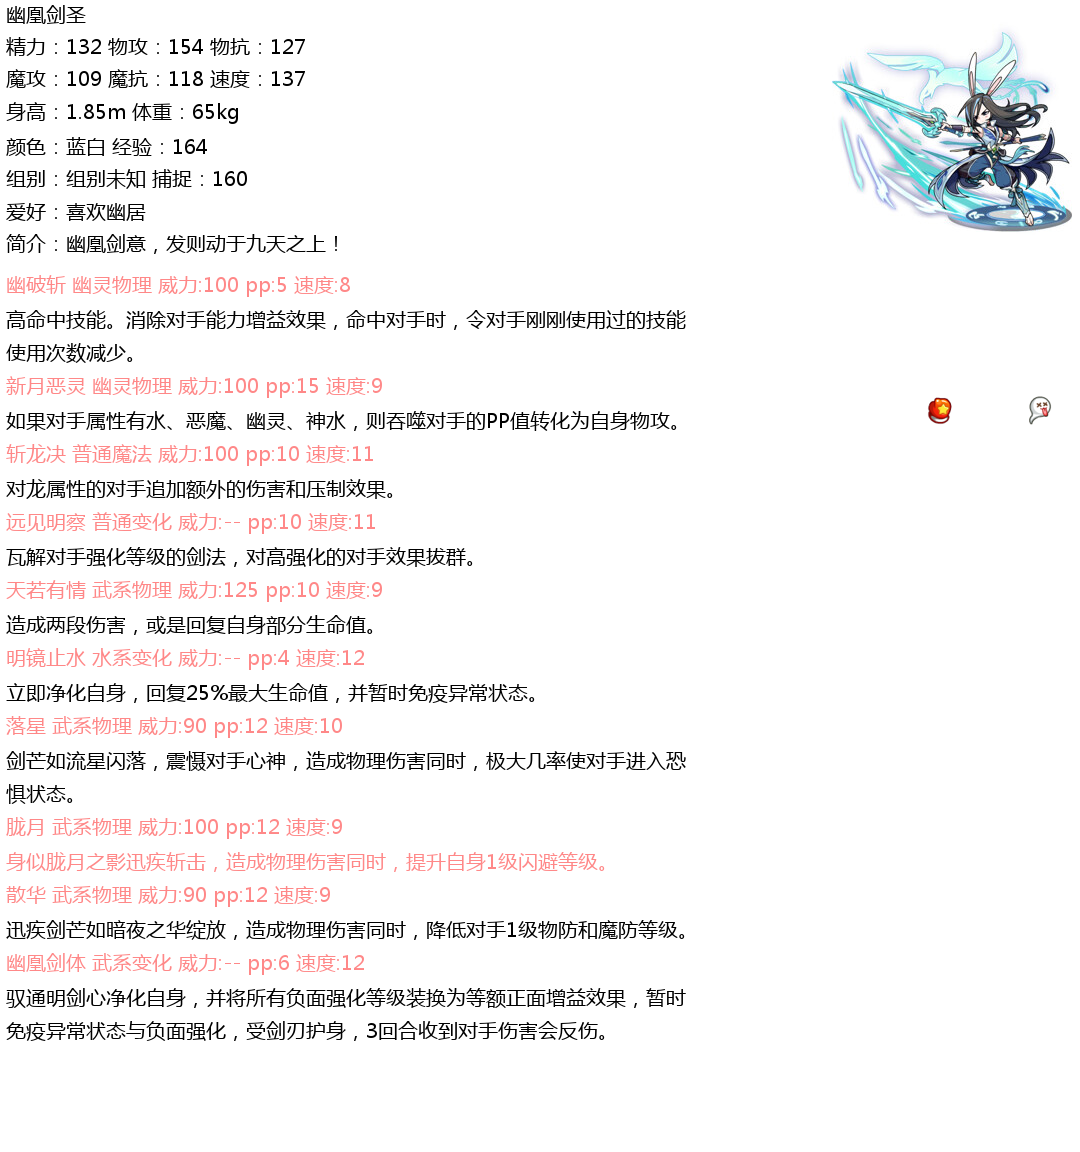 幽凰剑圣
精力：132 物攻：154 物抗：127
魔攻：109 魔抗：118 速度：137
身高：1.85m 体重：65kg
颜色：蓝白 经验：164
组别：组别未知 捕捉：160
爱好：喜欢幽居
简介：幽凰剑意，发则动于九天之上！
幽破斩 幽灵物理 威力:100 pp:5 速度:8
高命中技能。消除对手能力增益效果，命中对手时，令对手刚刚使用过的技能
使用次数减少。
新月恶灵 幽灵物理 威力:100 pp:15 速度:9
如果对手属性有水、恶魔、幽灵、神水，则吞噬对手的PP值转化为自身物攻。
斩龙决 普通魔法 威力:100 pp:10 速度:11
对龙属性的对手追加额外的伤害和压制效果。
远见明察 普通变化 威力:-- pp:10 速度:11
瓦解对手强化等级的剑法，对高强化的对手效果拔群。
天若有情 武系物理 威力:125 pp:10 速度:9
造成两段伤害，或是回复自身部分生命值。
明镜止水 水系变化 威力:-- pp:4 速度:12
立即净化自身，回复25%最大生命值，并暂时免疫异常状态。
落星 武系物理 威力:90 pp:12 速度:10
剑芒如流星闪落，震慑对手心神，造成物理伤害同时，极大几率使对手进入恐
惧状态。
胧月 武系物理 威力:100 pp:12 速度:9
身似胧月之影迅疾斩击，造成物理伤害同时，提升自身1级闪避等级。
散华 武系物理 威力:90 pp:12 速度:9
迅疾剑芒如暗夜之华绽放，造成物理伤害同时，降低对手1级物防和魔防等级。
幽凰剑体 武系变化 威力:-- pp:6 速度:12
驭通明剑心净化自身，并将所有负面强化等级装换为等额正面增益效果，暂时
免疫异常状态与负面强化，受剑刃护身，3回合收到对手伤害会反伤。